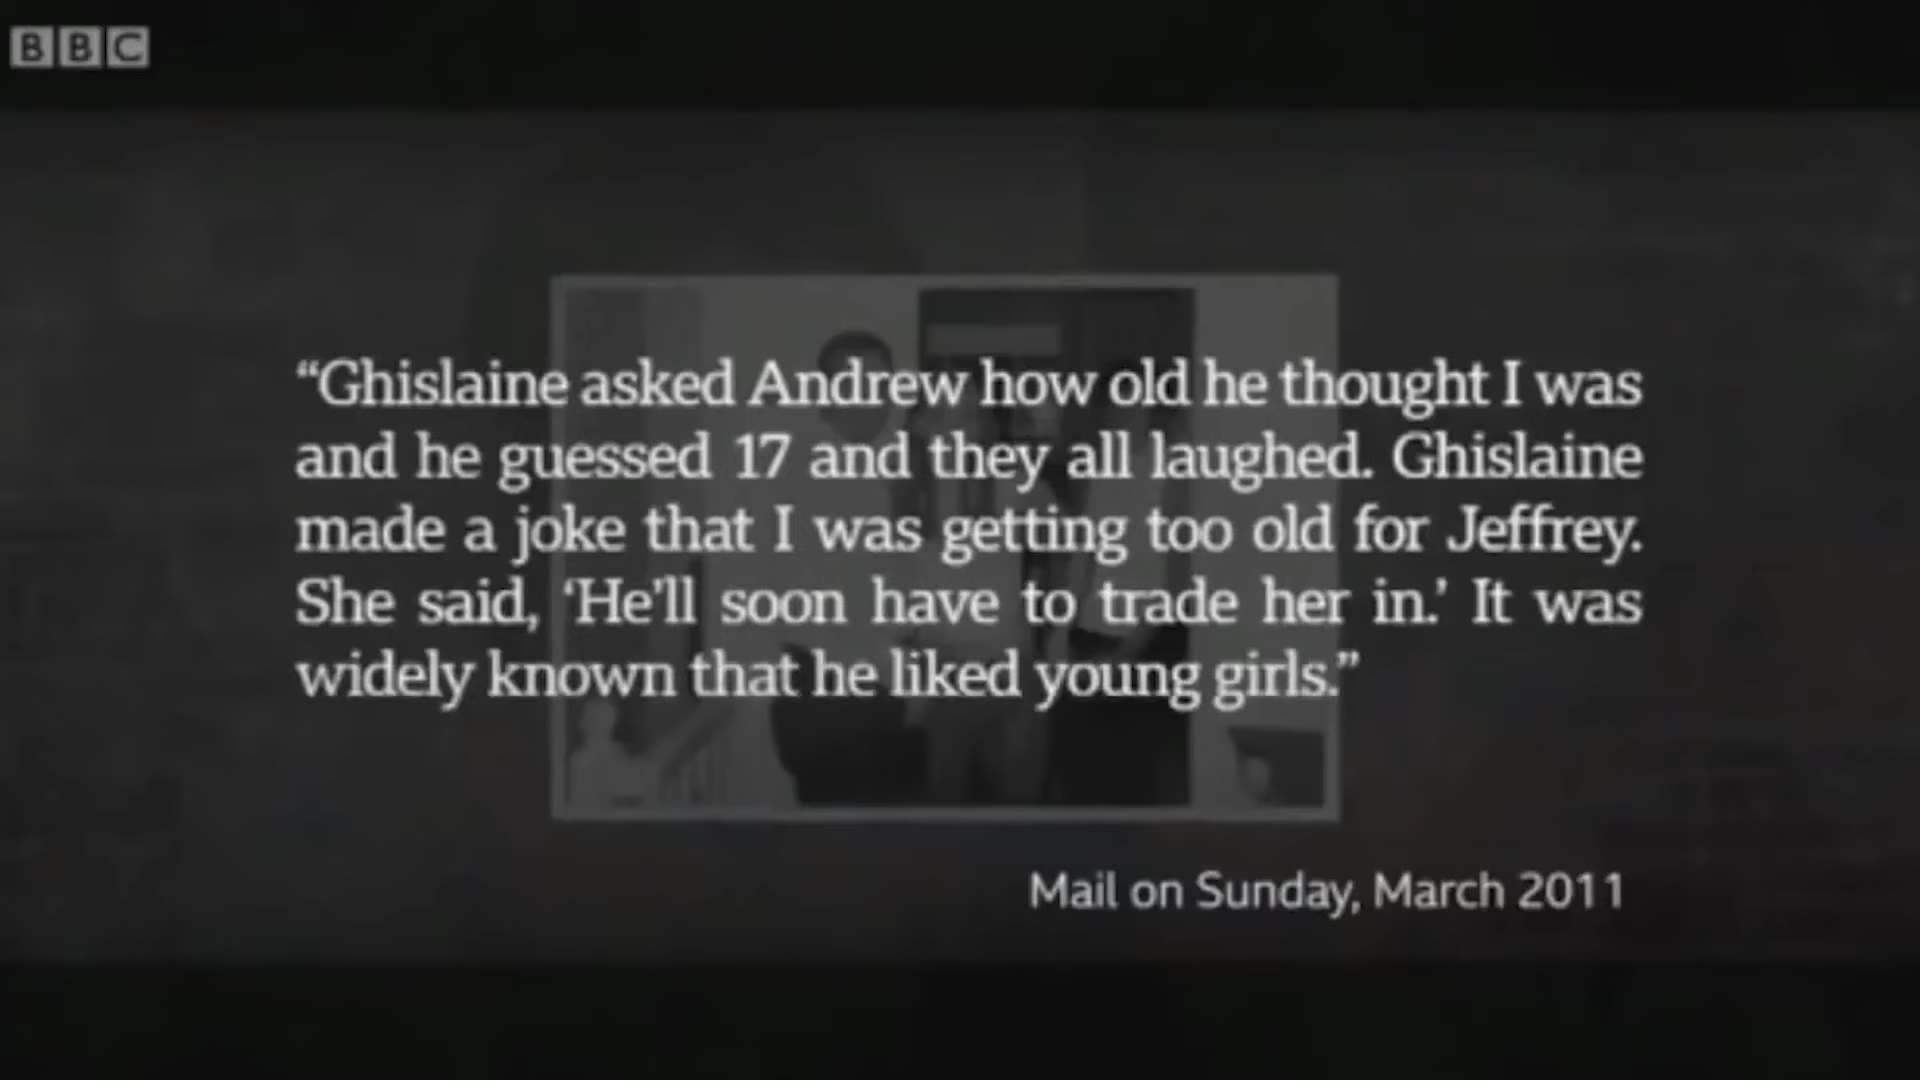 BBC
“Ghislaine asked Andrew how old he thought I was
and he guessed 17 and they all laughed. Ghislaine
made a joke that I was getting too old for Jeffrey.
She said, ‘He’ll soon have to trade her in.’ It was
widely known that he liked young girls.”
Mail on Sunday, March 2011